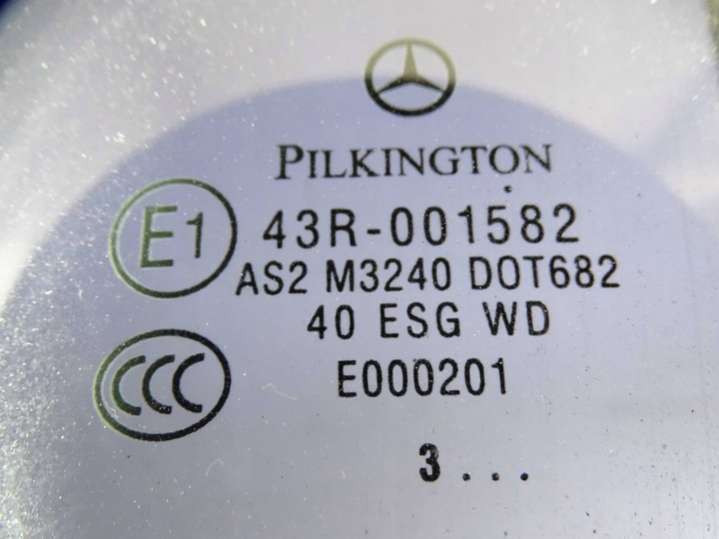 PILKINGTON
E1 43R-001582
AS2 M3240 DOT682
40 ESG WD
CCC E000201
3 ...